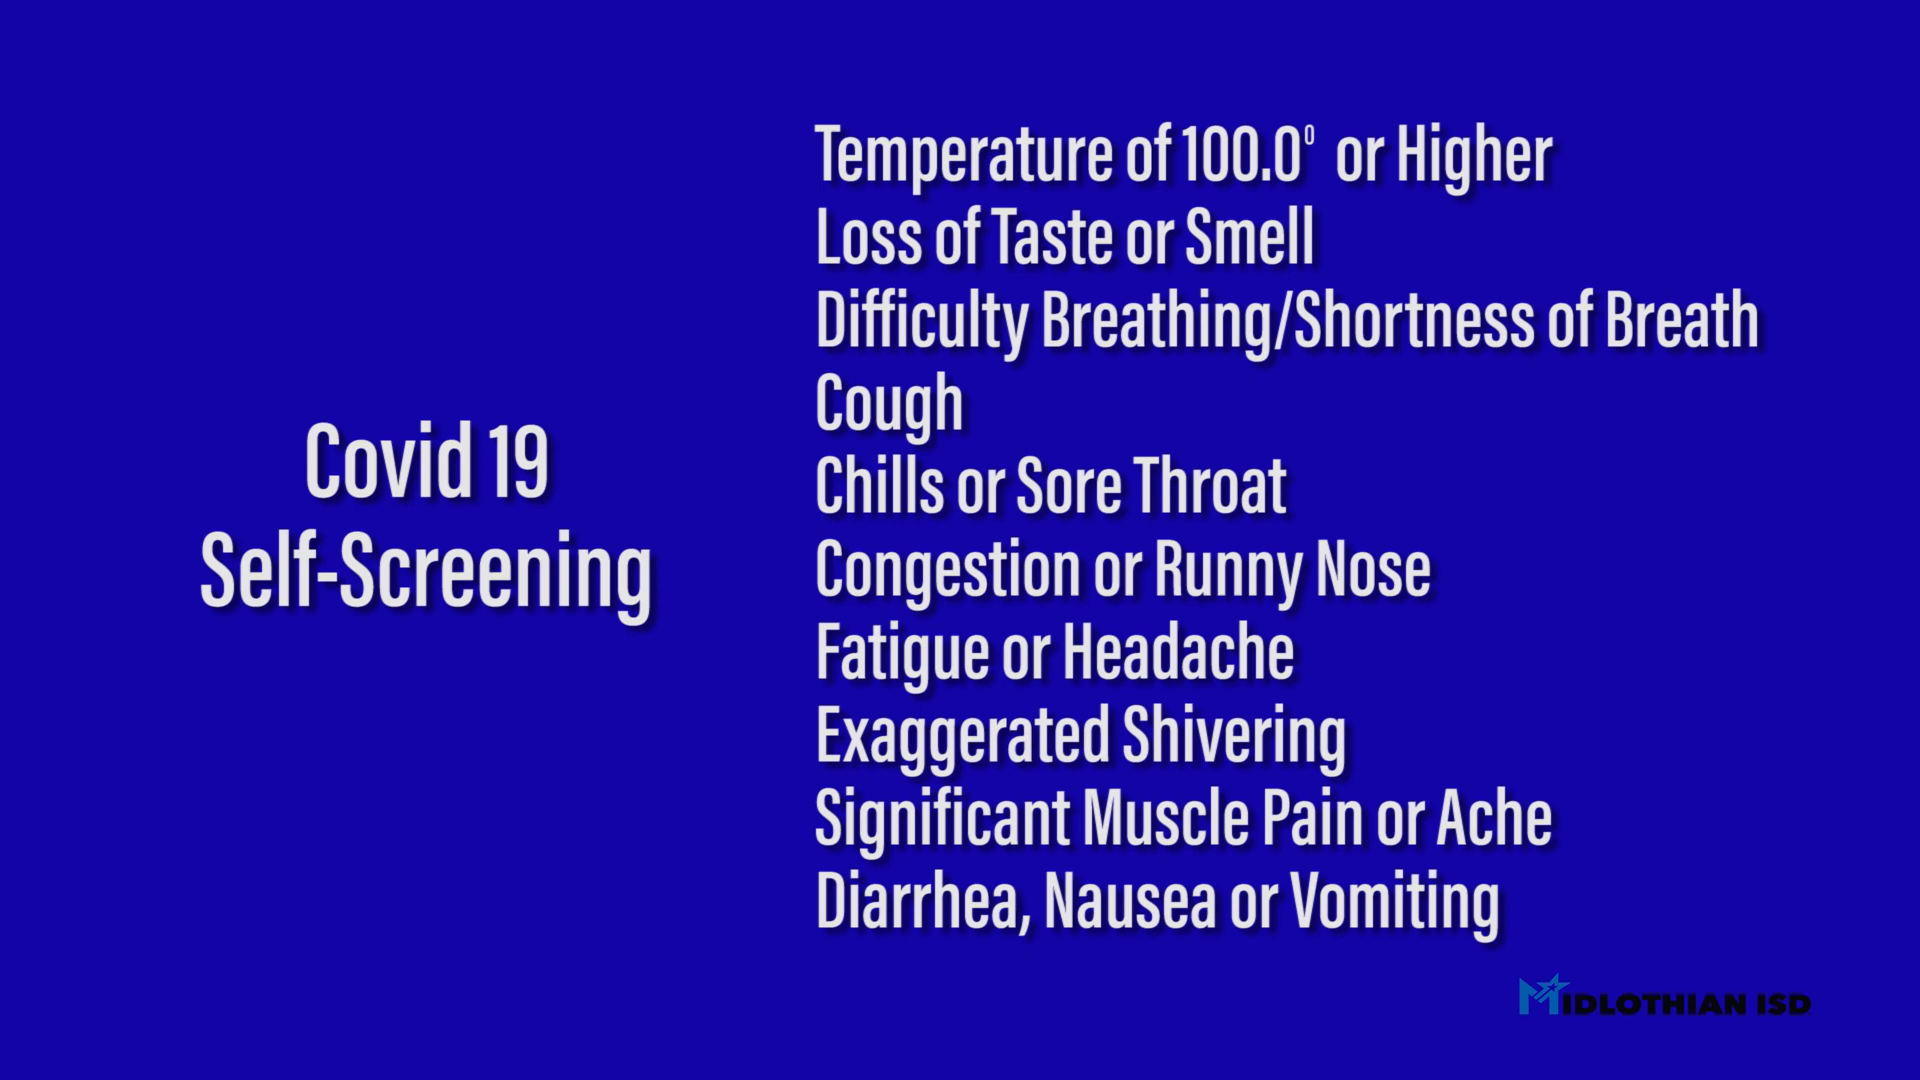 Covid 19
Self-Screening
Temperature of 100.0⁰ or Higher
Loss of Taste or Smell
Difficulty Breathing/Shortness of Breath
Cough
Chills or Sore Throat
Congestion or Runny Nose
Fatigue or Headache
Exaggerated Shivering
Significant Muscle Pain or Ache
Diarrhea, Nausea or Vomiting
MIDLOTHIAN ISD